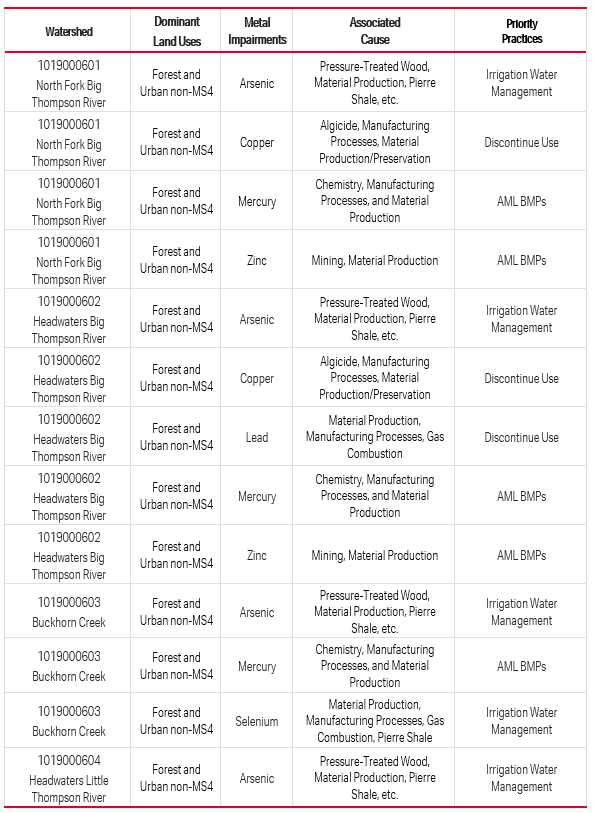 Watershed
Dominant
Land Uses
Metal
Impairments
Associated
Cause
Priority
Practices
1019000601
North Fork Big
Thompson River
Forest and
Urban non-MS4
Arsenic
Pressure-Treated Wood,
Material Production, Pierre
Shale, etc.
Irrigation Water
Management
1019000601
North Fork Big
Thompson River
Forest and
Urban non-MS4
Copper
Algicide, Manufacturing
Processes, Material
Production/Preservation
Discontinue Use
1019000601
North Fork Big
Thompson River
Forest and
Urban non-MS4
Mercury
Chemistry, Manufacturing
Processes, and Material
Production
AML BMPs
1019000601
North Fork Big
Thompson River
Forest and
Urban non-MS4
Zinc
Mining, Material Production
AML BMPs
1019000602
Headwaters Big
Thompson River
Forest and
Urban non-MS4
Arsenic
Pressure-Treated Wood,
Material Production, Pierre
Shale, etc.
Irrigation Water
Management
1019000602
Headwaters Big
Thompson River
Forest and
Urban non-MS4
Copper
Algicide, Manufacturing
Processes, Material
Production/Preservation
Discontinue Use
1019000602
Headwaters Big
Thompson River
Forest and
Urban non-MS4
Lead
Material Production,
Manufacturing Processes, Gas
Combustion
Discontinue Use
1019000602
Headwaters Big
Thompson River
Forest and
Urban non-MS4
Mercury
Chemistry, Manufacturing
Processes, and Material
Production
AML BMPs
1019000602
Headwaters Big
Thompson River
Forest and
Urban non-MS4
Zinc
Mining, Material Production
AML BMPs
1019000603
Buckhorn Creek
Forest and
Urban non-MS4
Arsenic
Pressure-Treated Wood,
Material Production, Pierre
Shale, etc.
Irrigation Water
Management
1019000603
Buckhorn Creek
Forest and
Urban non-MS4
Mercury
Chemistry, Manufacturing
Processes, and Material
Production
AML BMPs
1019000603
Buckhorn Creek
Forest and
Urban non-MS4
Selenium
Material Production,
Manufacturing Processes, Gas
Combustion, Pierre Shale
Irrigation Water
Management
1019000604
Headwaters Little
Thompson River
Forest and
Urban non-MS4
Arsenic
Pressure-Treated Wood,
Material Production, Pierre
Shale, etc.
Irrigation Water
Management